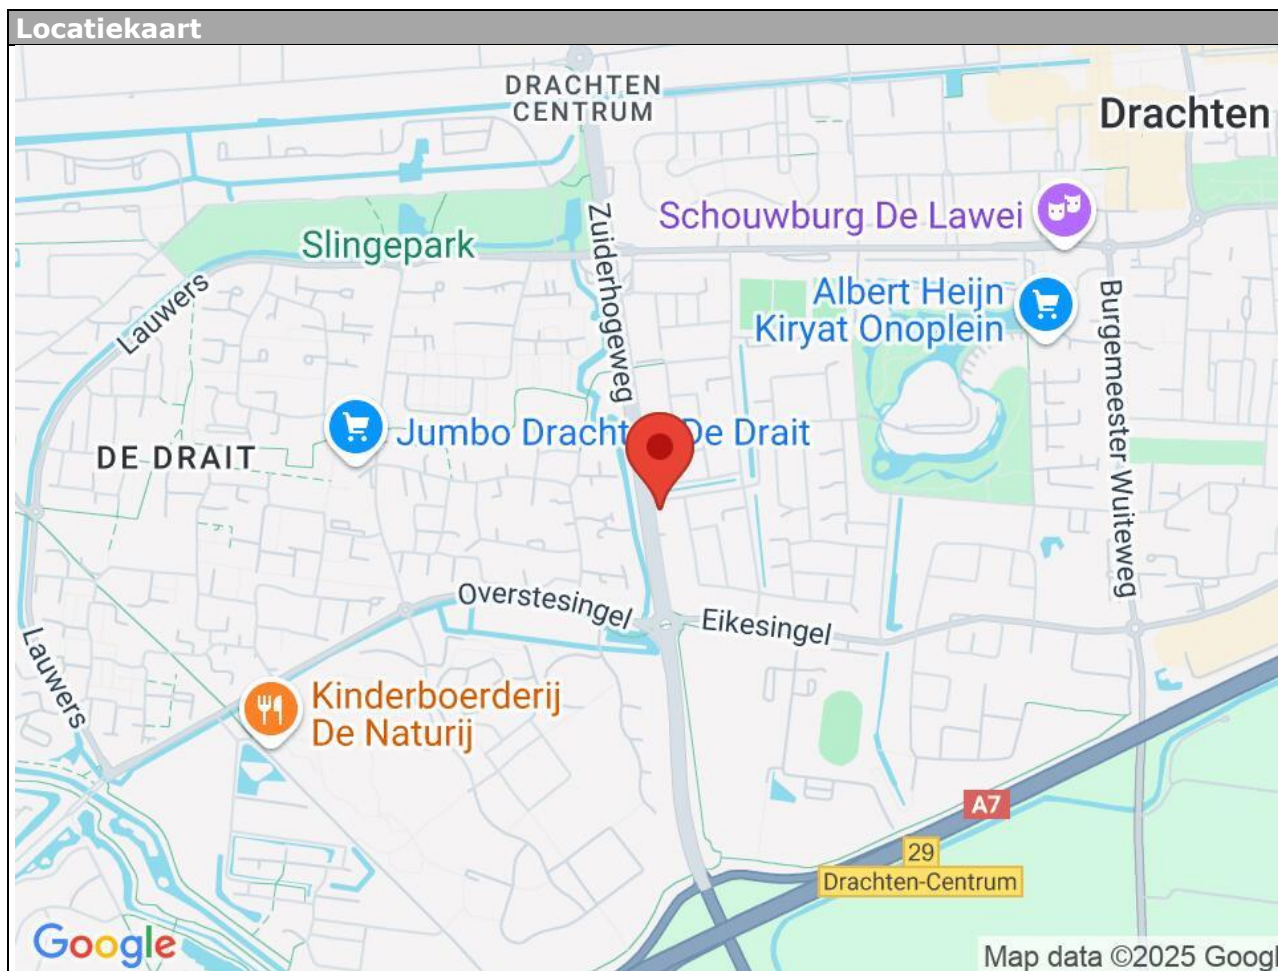 Locatiekaart
DRACHTEN
CENTRUM
Drachten
Zuiderhogeweg
Schouwburg De Lawei
Slingepark
Lauwers
Albert Heijn
Kiryat Onoplein
Burgemeester Wuiteweg
Jumbo Dracht De Drait
DE DRAIT
Overstesingel
Eikesingel
Lauwers
Kinderboerderij
De Naturij
A7
29
Drachten-Centrum
Google
Map data ©2025 Googl